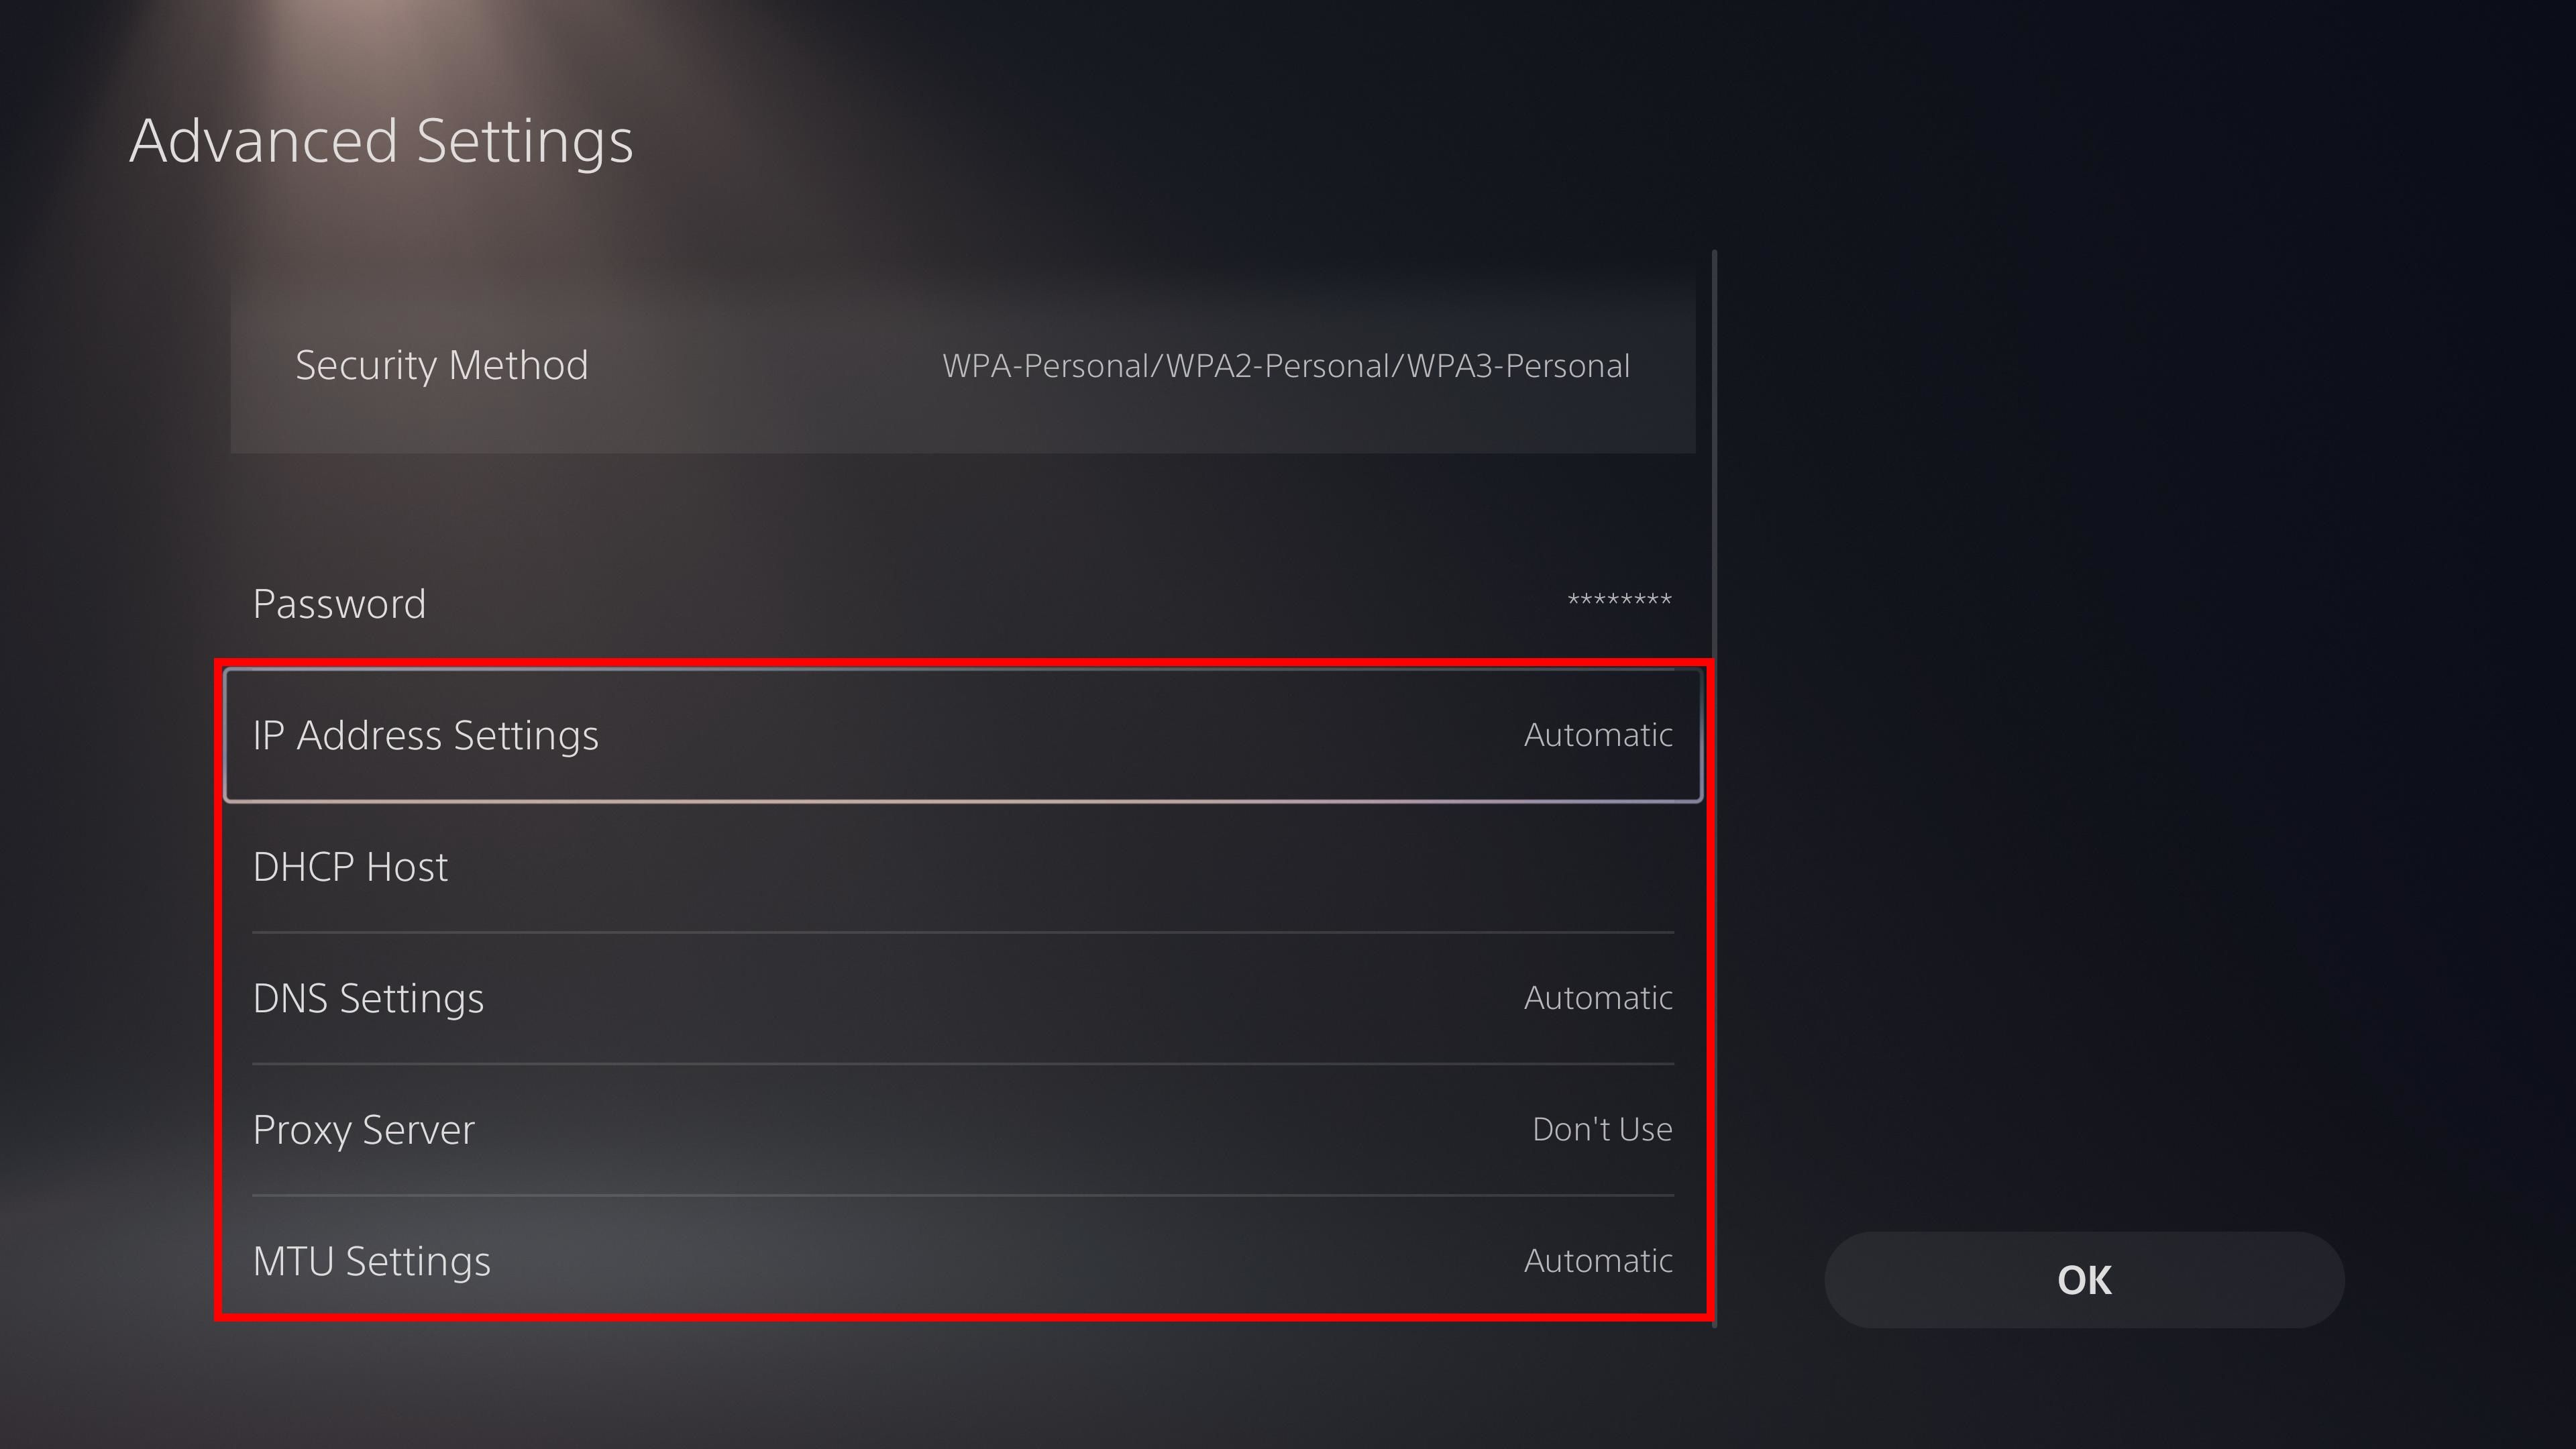 Advanced Settings
Security Method WPA-Personal/WPA2-Personal/WPA3-Personal
Password ********
IP Address Settings Automatic
DHCP Host
DNS Settings Automatic
Proxy Server Don't Use
MTU Settings Automatic
OK